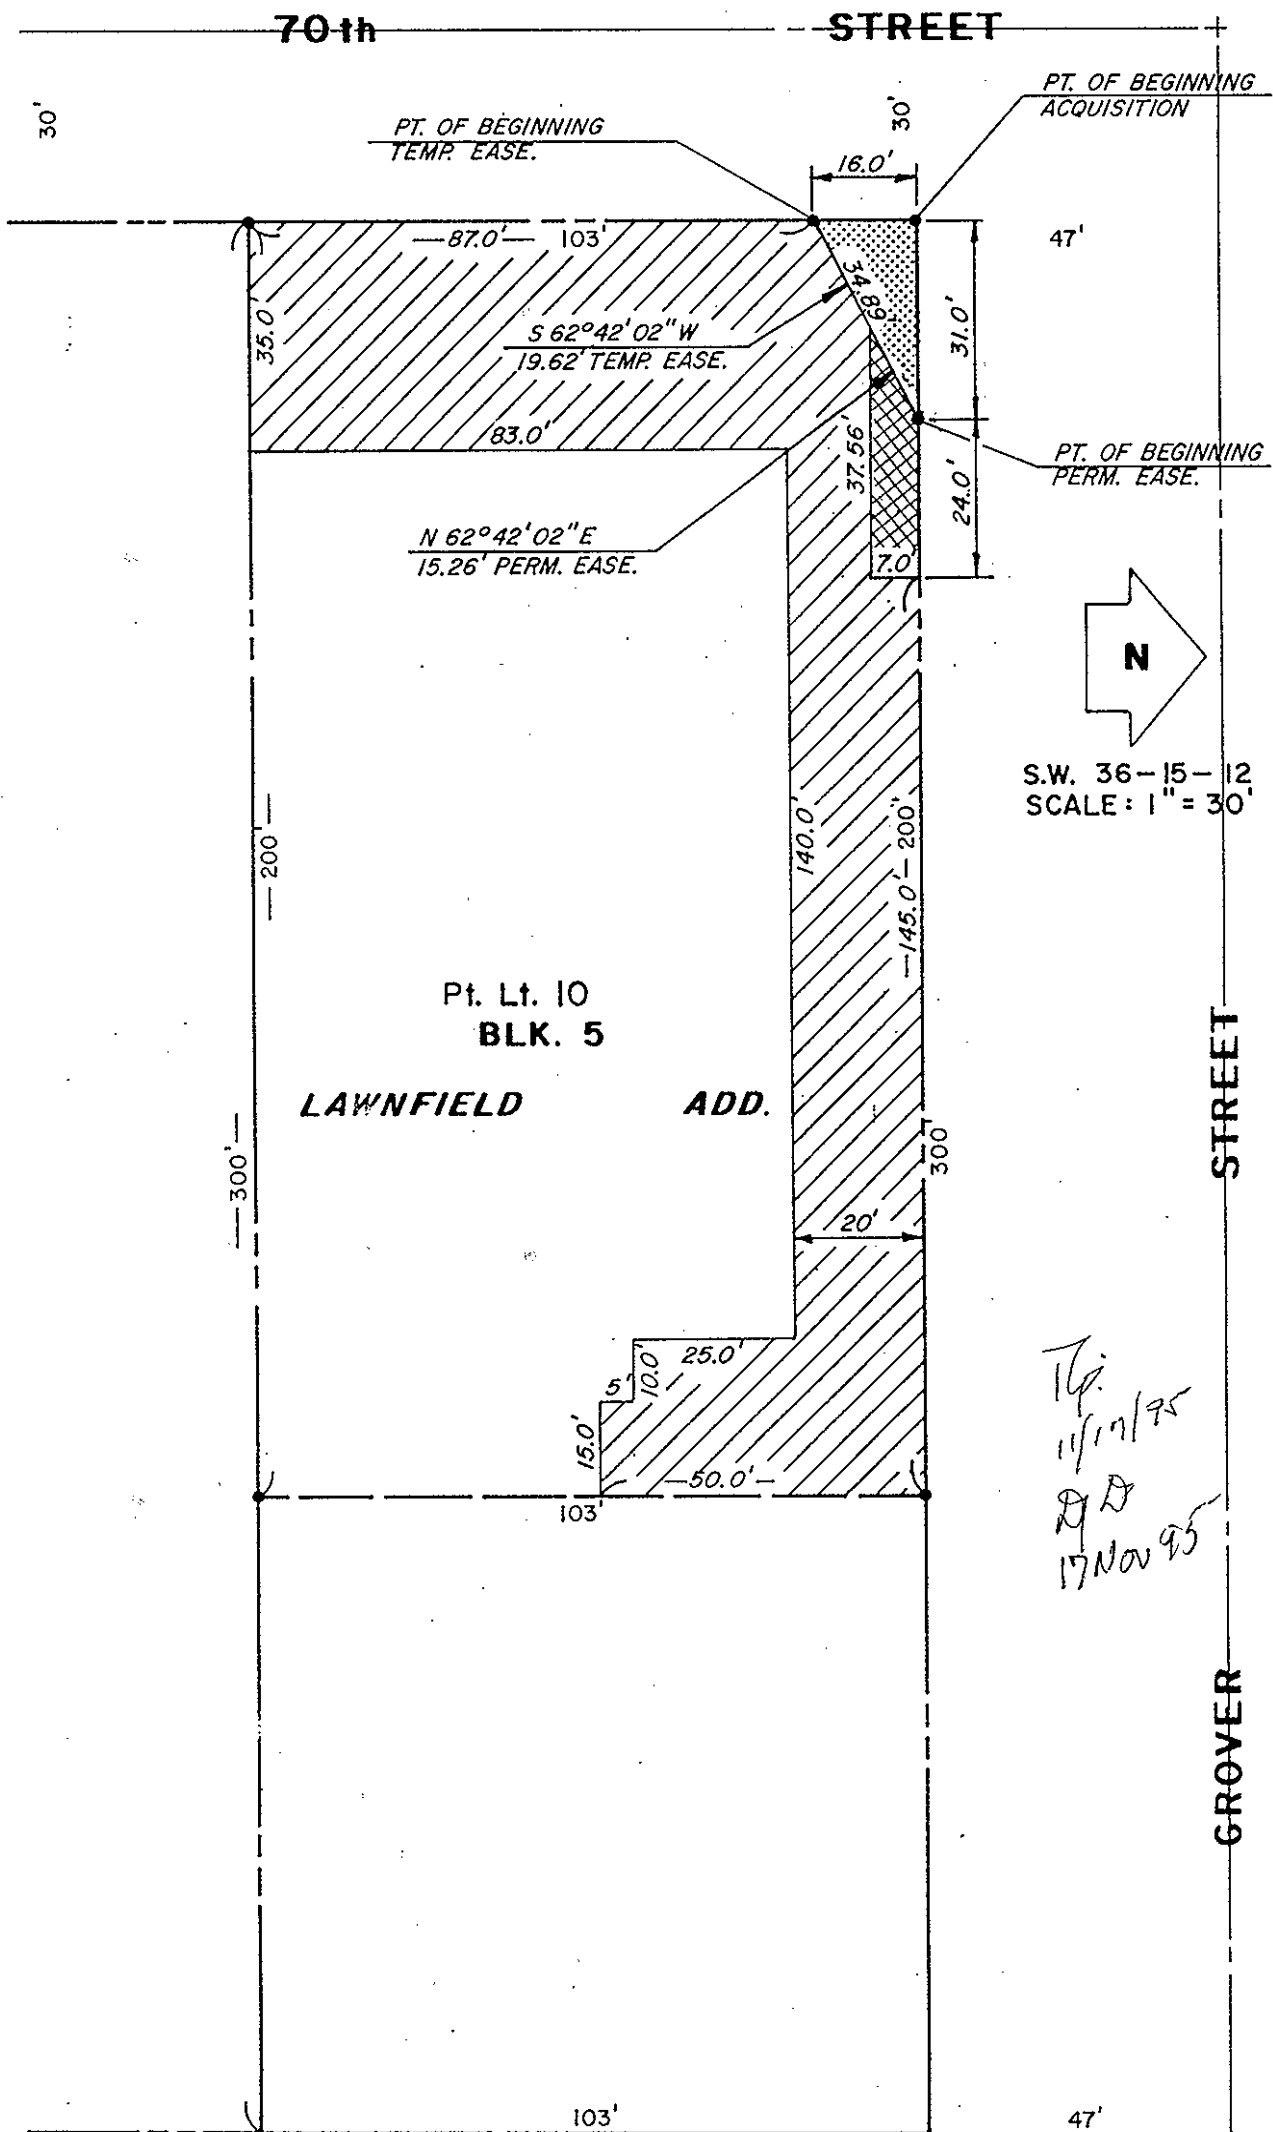 70th STREET
PT. OF BEGINNING
ACQUISITION
30'
30'
PT. OF BEGINNING
TEMP. EASE.
16.0'
—87.0'— 103'
47'
35.0'
34.89'
31.0'
S 62°42'02"W
19.62' TEMP. EASE.
83.0'
37.56'
PT. OF BEGINNING
PERM. EASE.
24.0'
N 62°42'02"E
15.26' PERM. EASE.
7.0'
N
S.W. 36-15-12
SCALE: 1" = 30'
—200'—
140.0'
—145.0'— 200'
Pt. Lt. 10
BLK. 5
LAWNFIELD ADD.
—300'—
300'
20'
25.0'
10.0'
5'
15.0'
—50.0'—
103'
11/17/95
17 Nov 95
GROVER STREET
103'
47'